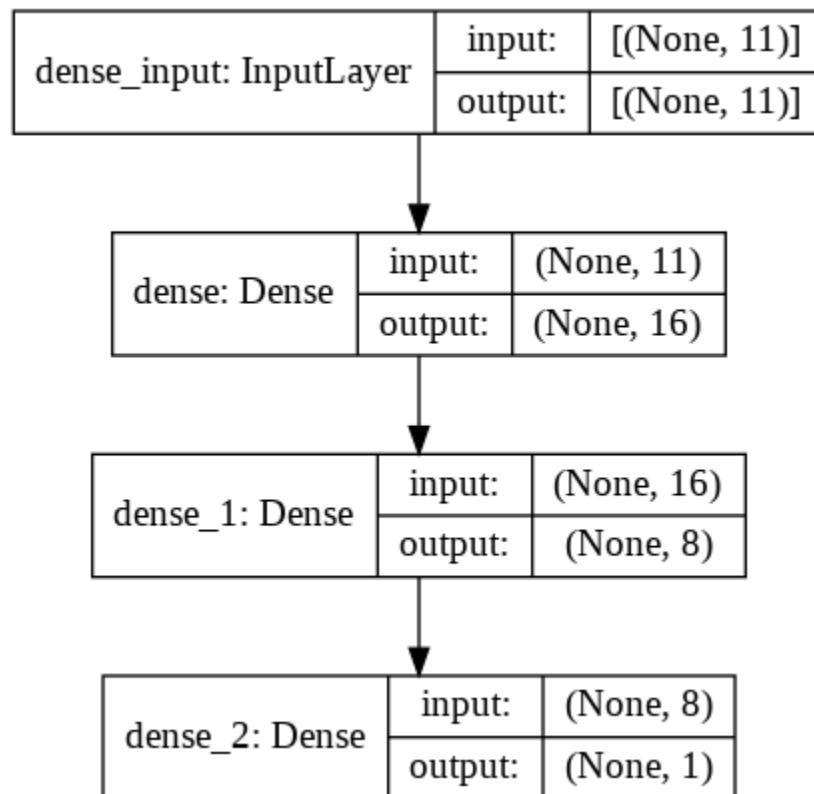 dense_input: InputLayer
input: [(None, 11)]
output: [(None, 11)]
dense: Dense
input: (None, 11)
output: (None, 16)
dense_1: Dense
input: (None, 16)
output: (None, 8)
dense_2: Dense
input: (None, 8)
output: (None, 1)